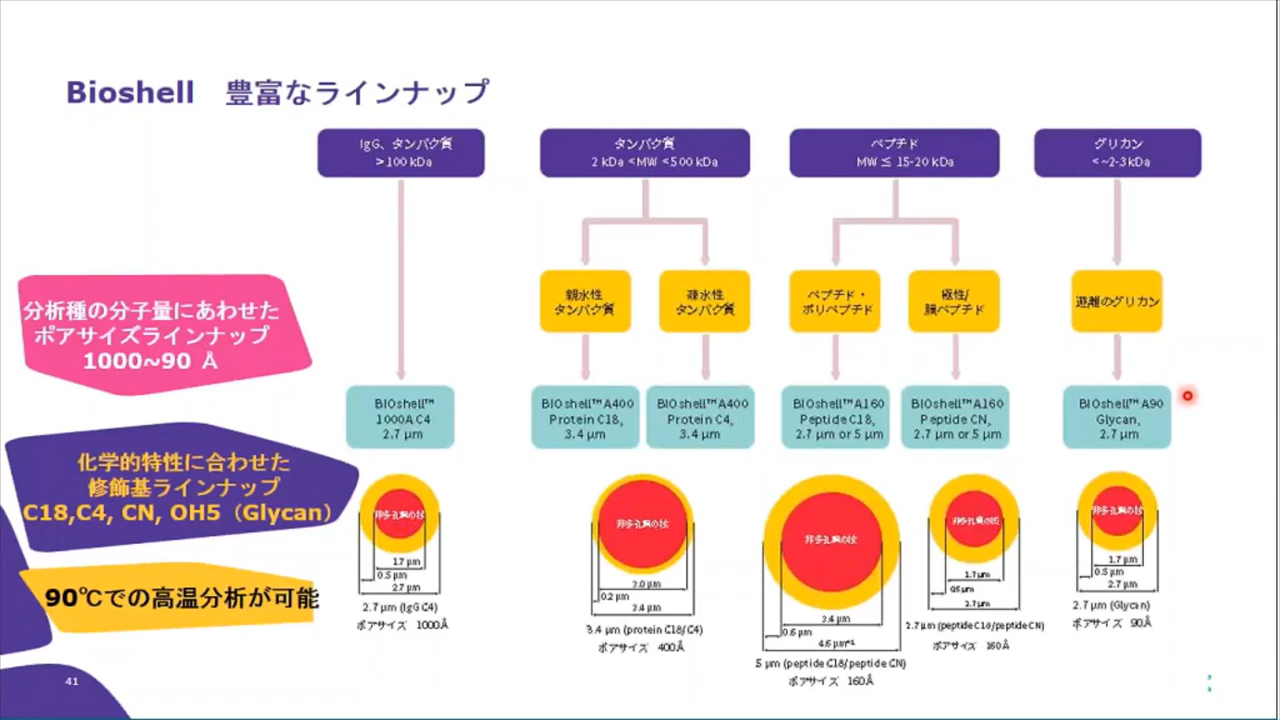 Bioshell 豊富なラインナップ
IgG、タンパク質
>100 kDa
タンパク質
2 kDa <MW <500 kDa
ペプチド
MW ≤ 15-20 kDa
グリカン
<~2-3kDa
分析種の分子量にあわせた
ポアサイズラインナップ
1000~90 Å
親水性
タンパク質
疎水性
タンパク質
ペプチド・
ポリペプチド
極性/
膜ペプチド
遊離のグリカン
BIOshell™
1000A C4
2.7 μm
BIOshell™ A400
Protein C18,
3.4 μm
BIOshell™ A400
Protein C4,
3.4 μm
BIOshell™ A160
Peptide C18,
2.7 μm or 5 μm
BIOshell™ A160
Peptide CN,
2.7 μm or 5 μm
BIOshell™ A90
Glycan,
2.7 μm
化学的特性に合わせた
修飾基ラインナップ
C18,C4, CN, OH5（Glycan）
90℃での高温分析が可能
非多孔質の核
1.7 μm
0.5 μm
2.7 μm
2.7 μm (IgG C4)
ポアサイズ 1000Å
非多孔質の核
3.0 μm
0.2 μm
3.4 μm
3.4 μm (protein C18/C4)
ポアサイズ 400Å
非多孔質の核
3.4 μm
0.6 μm
4.6 μm*¹
5 μm (peptide C18/peptide CN)
ポアサイズ 160Å
非多孔質の核
1.7 μm
0.5 μm
2.7 μm
2.7 μm (peptide C18/peptide CN)
ポアサイズ 160Å
非多孔質の核
1.7 μm
0.5 μm
2.7 μm
2.7 μm (Glycan)
ポアサイズ 90Å
41